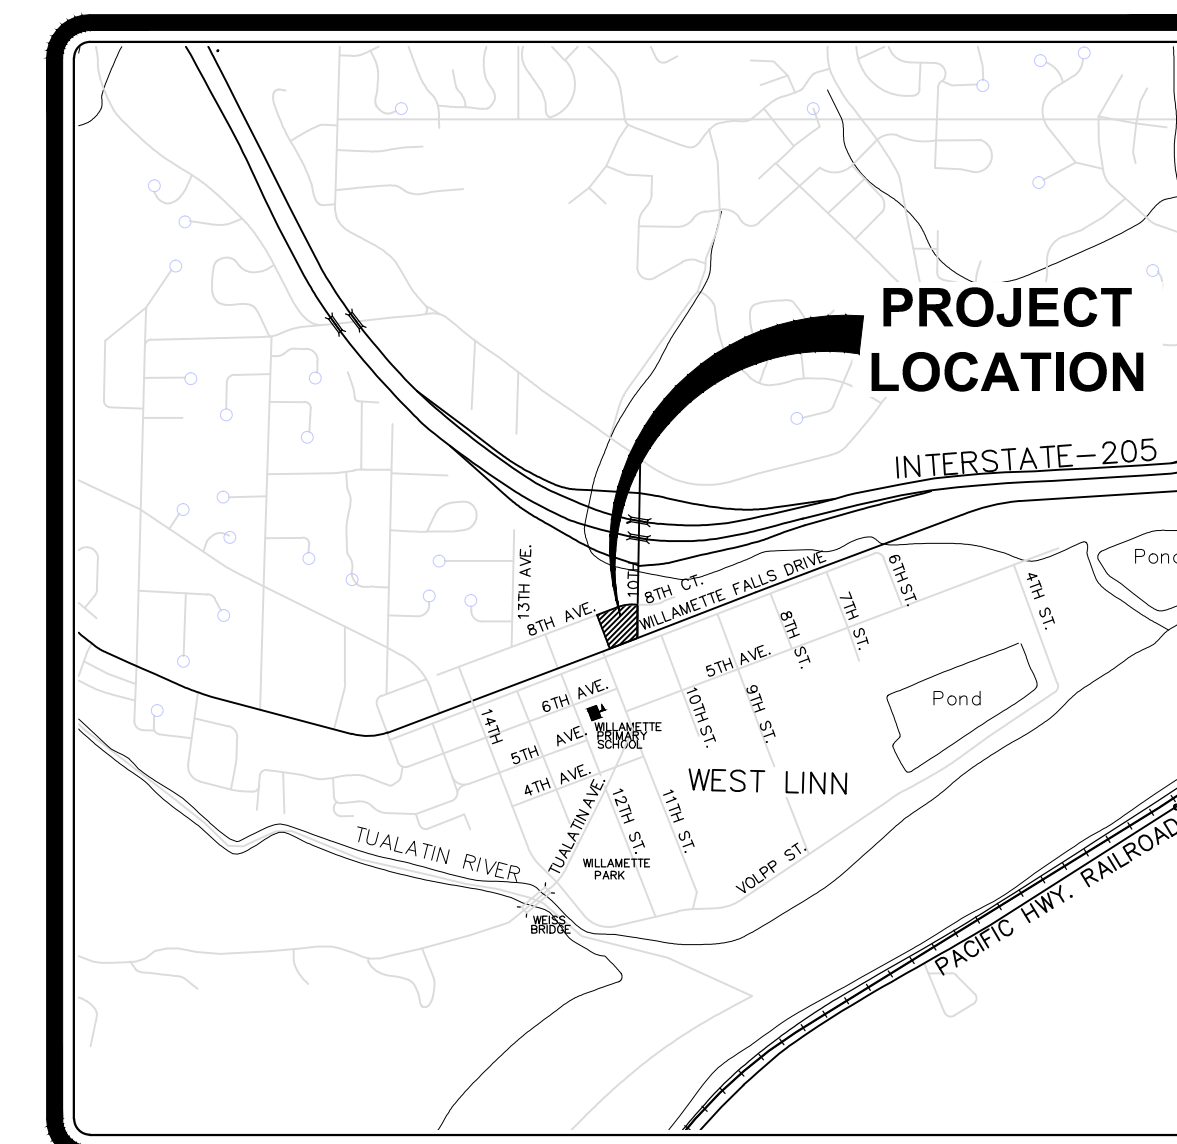 PROJECT
LOCATION
INTERSTATE-205
Pond
13TH AVE.
10TH
8TH CT.
WILLAMETTE FALLS DRIVE
6TH ST.
4TH ST.
8TH AVE.
7TH ST.
8TH ST.
5TH AVE.
6TH AVE.
10TH ST.
9TH ST.
Pond
14TH
WILLAMETTE
PRIMARY
SCHOOL
5TH AVE.
4TH AVE.
WEST LINN
TUALATIN AVE.
12TH ST.
11TH ST.
TUALATIN RIVER
WILLAMETTE
PARK
VOLPP ST.
WEISS
BRIDGE
PACIFIC HWY. RAILROAD